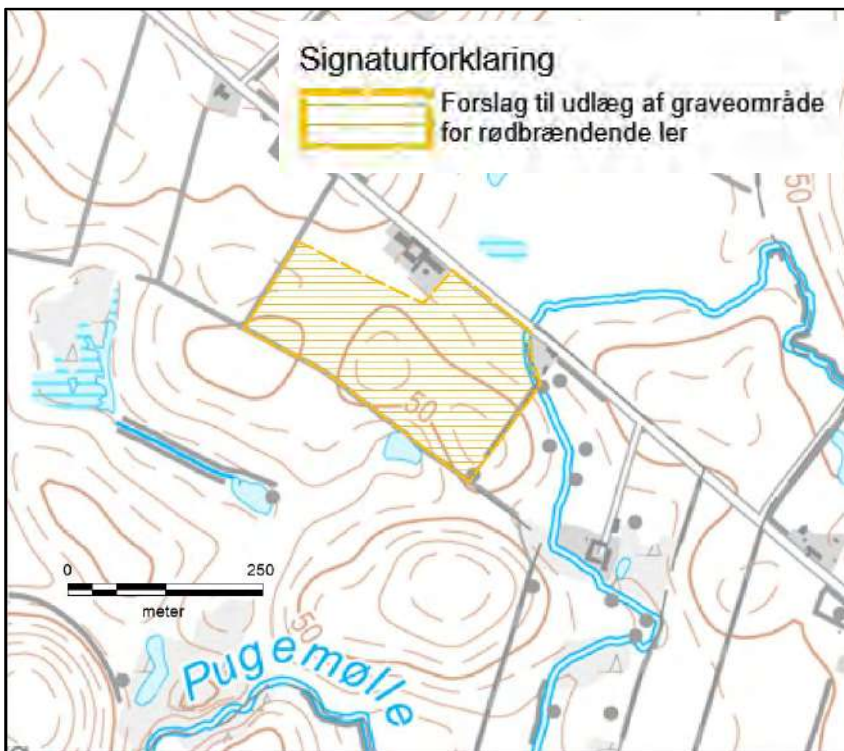 Signaturforklaring
Forslag til udlæg af graveområde
for rødbrændende ler
50
50
0 250
meter
50
Pugemølle